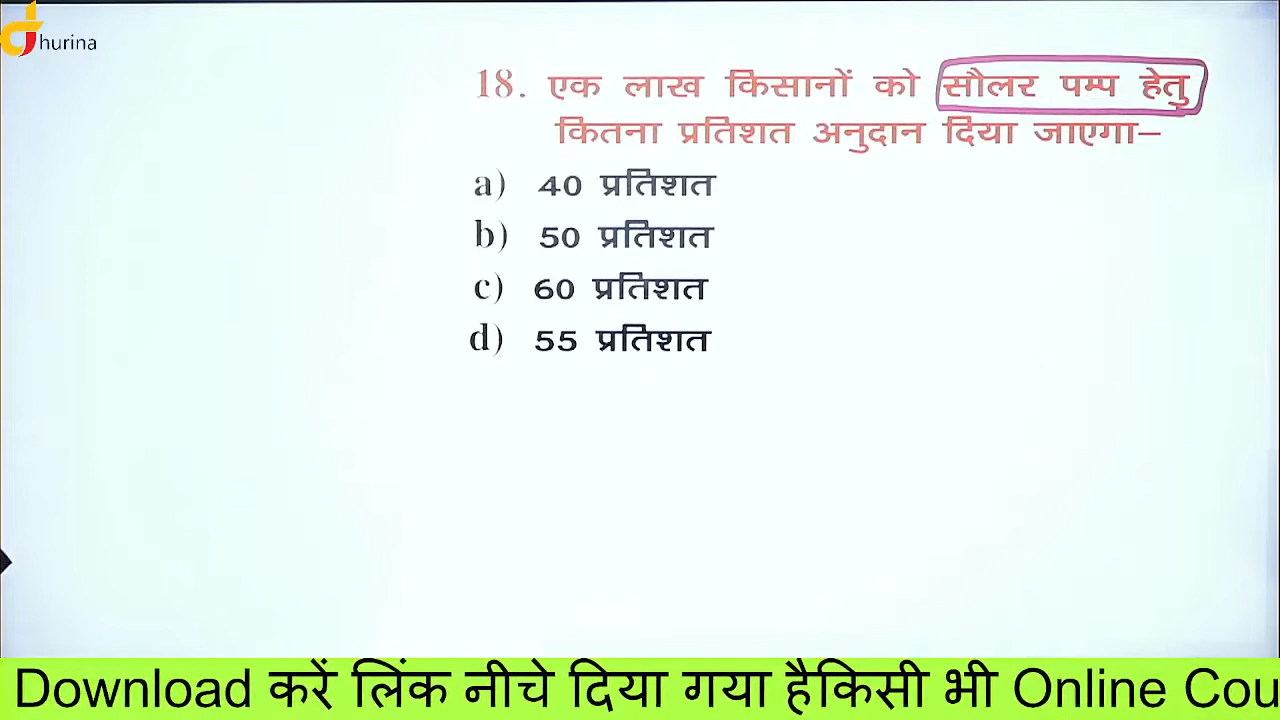 hurina
18. एक लाख किसानों को सौलर पम्प हेतु
कितना प्रतिशत अनुदान दिया जाएगा–
a) 40 प्रतिशत
b) 50 प्रतिशत
c) 60 प्रतिशत
d) 55 प्रतिशत
Download करें लिंक नीचे दिया गया हैकिसी भी Online Cou